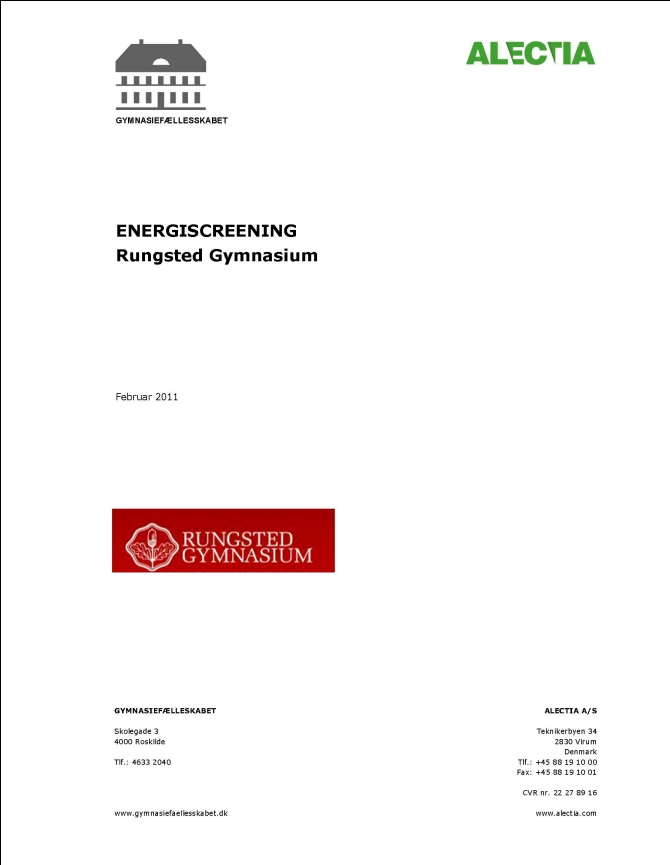 ALECTIA
GYMNASIEFÆLLESSKABET
ENERGISCREENING
Rungsted Gymnasium
Februar 2011
RUNGSTED
GYMNASIUM
GYMNASIEFÆLLESKABET
Skolegade 3
4000 Roskilde
Tlf.: 4633 2040
www.gymnasiefaellesskabet.dk
ALECTIA A/S
Teknikerbyen 34
2830 Virum
Denmark
Tlf.: +45 88 19 10 00
Fax: +45 88 19 10 01
CVR nr. 22 27 89 16
www.alectia.com